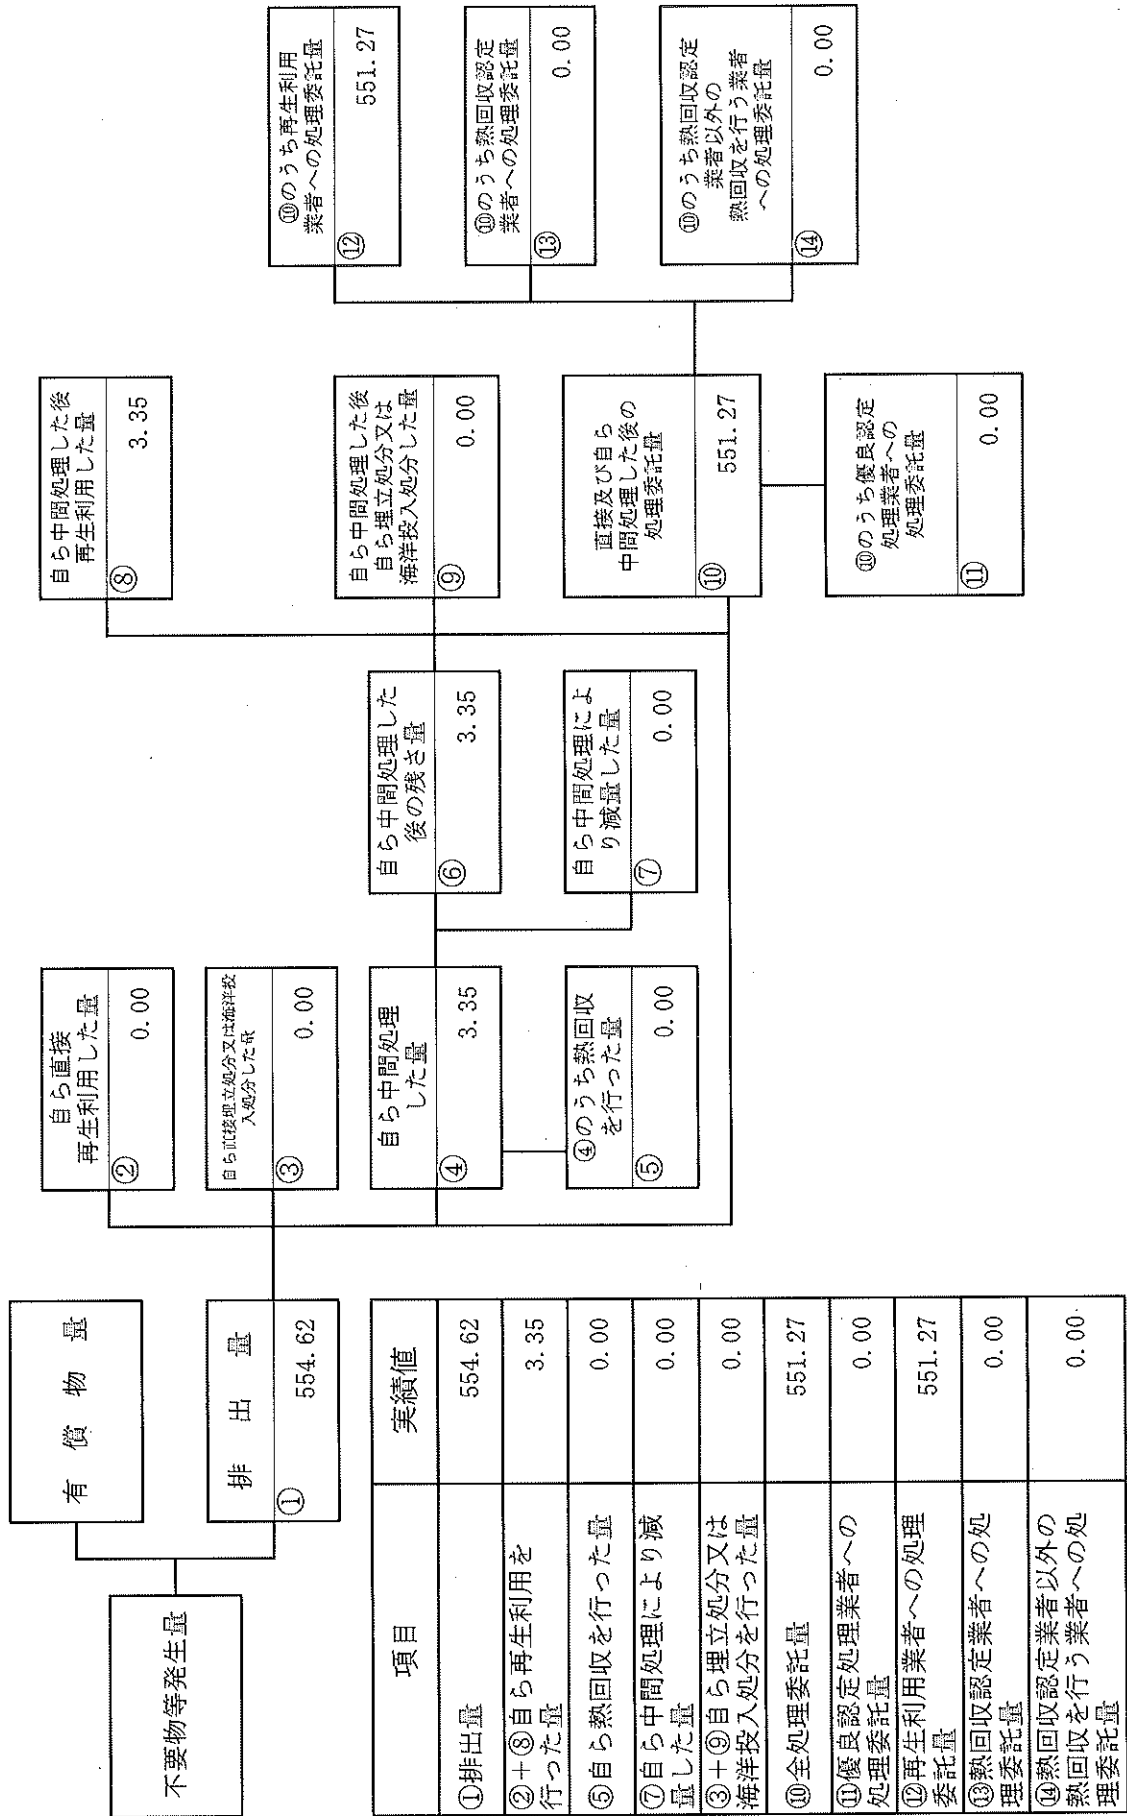 不要物等発生量
有償物量
排出量
① 554.62
自ら直接
再生利用した量
② 0.00
自ら直接埋立処分又は海洋投
入処分した量
③ 0.00
自ら中間処理
した量
④ 3.35
④のうち熱回収
を行った量
⑤ 0.00
自ら中間処理した
後の残さ量
⑥ 3.35
自ら中間処理によ
り減量した量
⑦ 0.00
自ら中間処理した後
再生利用した量
⑧ 3.35
自ら中間処理した後
自ら埋立処分又は
海洋投入処分した量
⑨ 0.00
直接及び自ら
中間処理した後の
処理委託量
⑩ 551.27
⑩のうち優良認定
処理業者への
処理委託量
⑪ 0.00
⑩のうち再生利用
業者への処理委託量
⑫ 551.27
⑩のうち熱回収認定
業者への処理委託量
⑬ 0.00
⑩のうち熱回収認定
業者以外の
熱回収を行う業者
への処理委託量
⑭ 0.00
項目 実績値
①排出量 554.62
②+⑧自ら再生利用を
行った量 3.35
⑤自ら熱回収を行った量 0.00
⑦自ら中間処理により減
量した量 0.00
③+⑨自ら埋立処分又は
海洋投入処分を行った量 0.00
⑩全処理委託量 551.27
⑪優良認定処理業者への
処理委託量 0.00
⑫再生利用業者への処理
委託量 551.27
⑬熱回収認定業者への処
理委託量 0.00
⑭熱回収認定業者以外の
熱回収を行う業者への処
理委託量 0.00